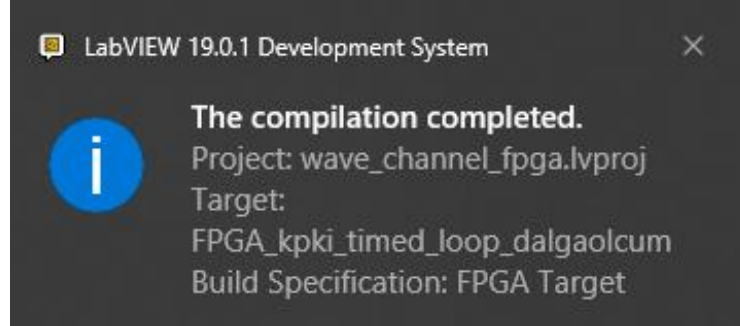 LabVIEW 19.0.1 Development System
The compilation completed.
Project: wave_channel_fpga.lvproj
Target:
FPGA_kpki_timed_loop_dalgaolcum
Build Specification: FPGA Target